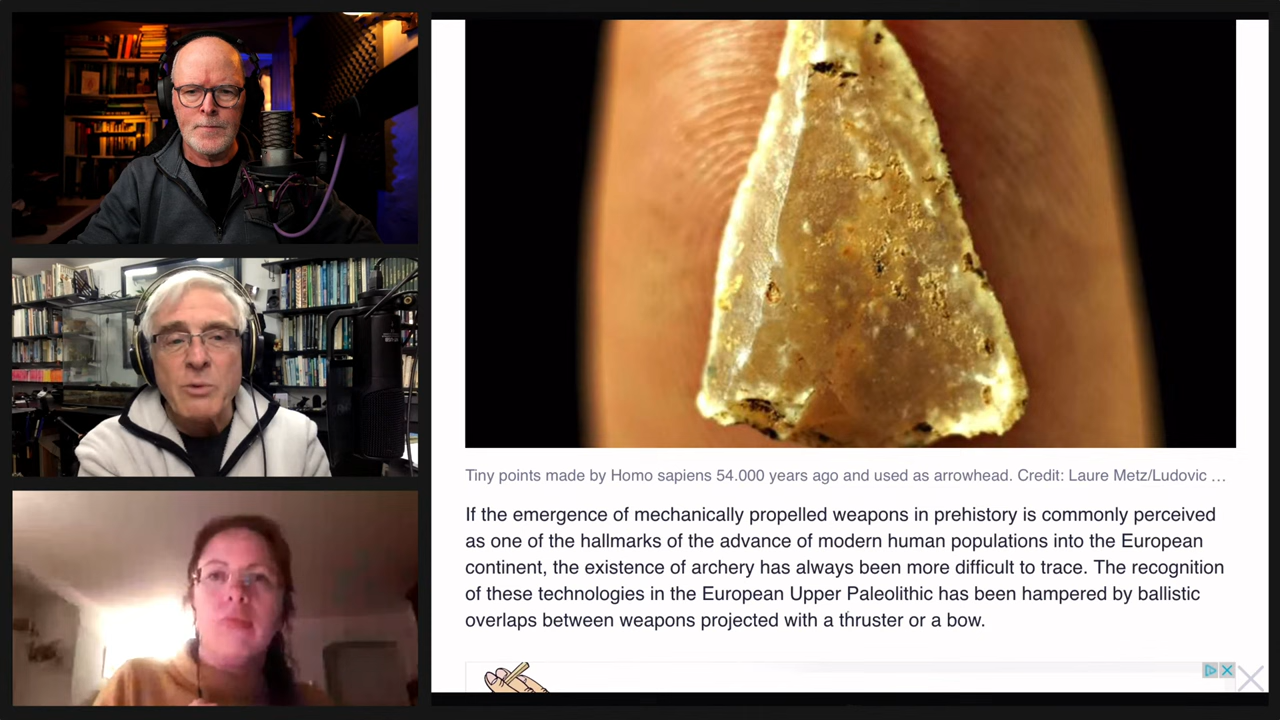 Tiny points made by Homo sapiens 54.000 years ago and used as arrowhead. Credit: Laure Metz/Ludovic …
If the emergence of mechanically propelled weapons in prehistory is commonly perceived
as one of the hallmarks of the advance of modern human populations into the European
continent, the existence of archery has always been more difficult to trace. The recognition
of these technologies in the European Upper Paleolithic has been hampered by ballistic
overlaps between weapons projected with a thruster or a bow.